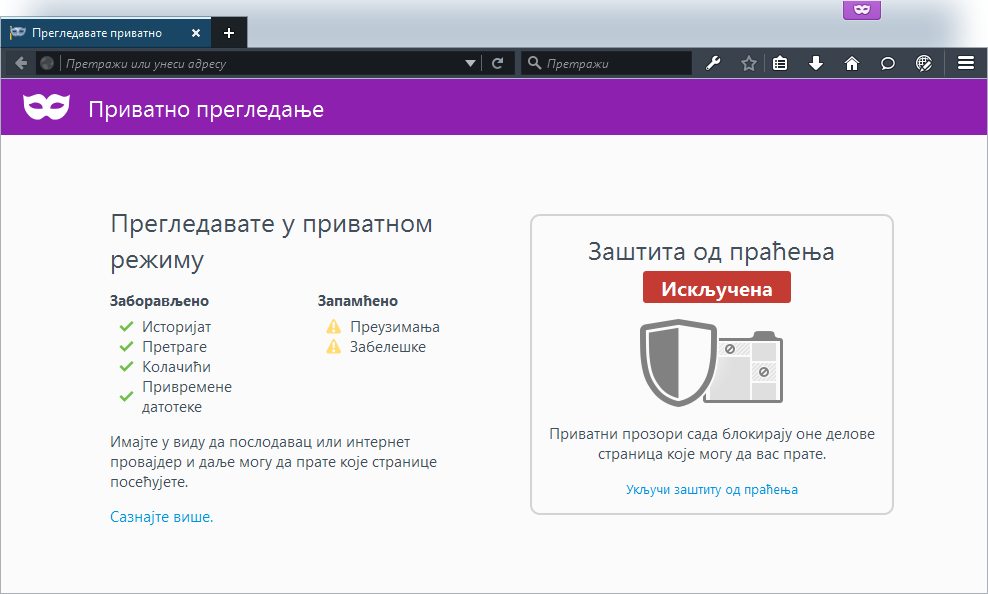 Прегледавате приватно
Претражи или унеси адресу
Претражи
Приватно прегледање
Прегледавате у приватном
режиму
Заборављено
Историјат
Претраге
Колачићи
Привремене
датотеке
Запамћено
Преузимања
Забелешке
Имајте у виду да послодавац или интернет
провајдер и даље могу да прате које странице
посећујете.
Сазнајте више.
Заштита од праћења
Искључена
Приватни прозори сада блокирају оне делове
страница које могу да вас прате.
Укључи заштиту од праћења